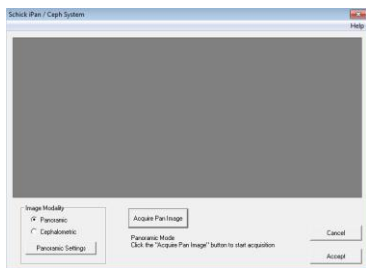 Schick iPan / Ceph System
Help
Image Modality
Panoramic
Cephalometric
Panoramic Settings
Acquire Pan Image
Panoramic Mode
Click the "Acquire Pan Image" button to start acquisition
Cancel
Accept